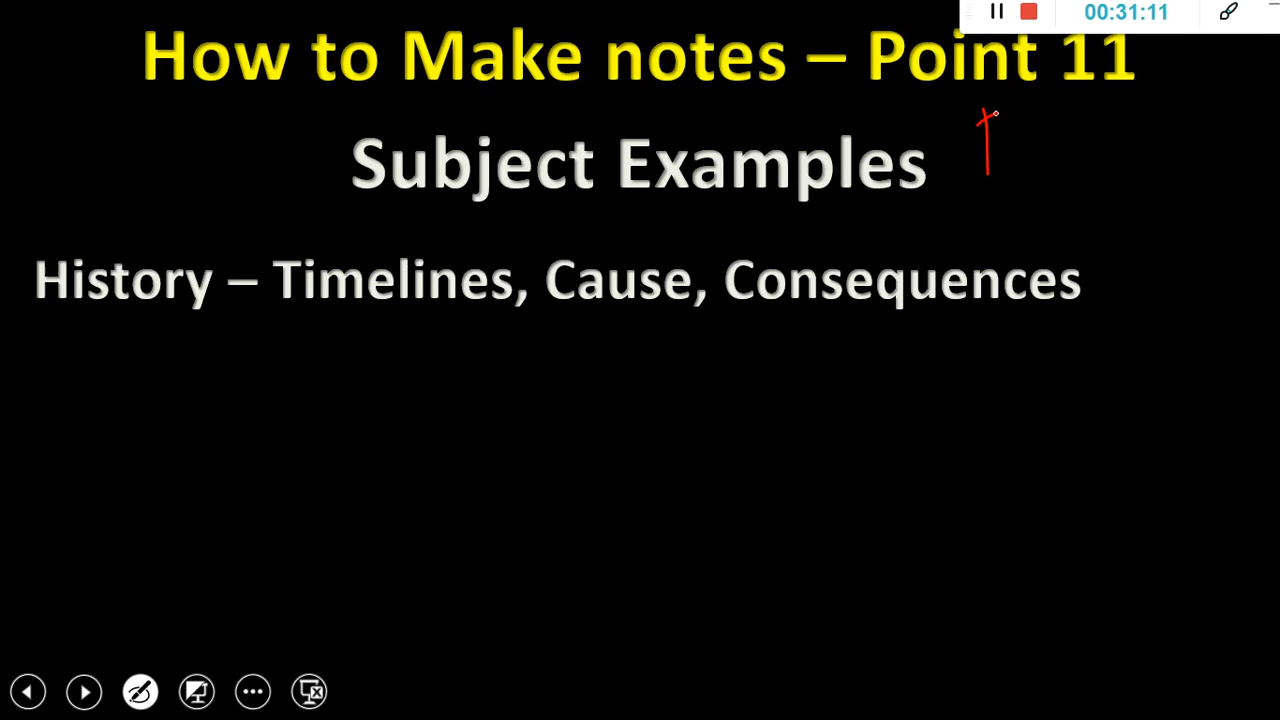 00:31:11
How to Make notes – Point 11
Subject Examples
History – Timelines, Cause, Consequences